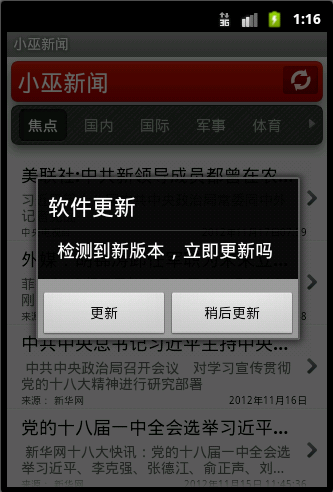 3G 1:16
小巫新闻
小巫新闻
焦点 国内 国际 军事 体育
美联社:中共新领导成员都曾在农...
软件更新
检测到新版本，立即更新吗
更新 稍后更新
中共中央总书记习近平主持中央...
中共中央政治局召开会议 对学习宣传贯彻
党的十八大精神进行研究部署
来源： 新华网 2012年11月16日
党的十八届一中全会选举习近平...
新华网十八大快讯：党的十八届一中全会
选举习近平、李克强、张德江、俞正声、刘...
来源： 新华网 2012年11月15日 11:45:36